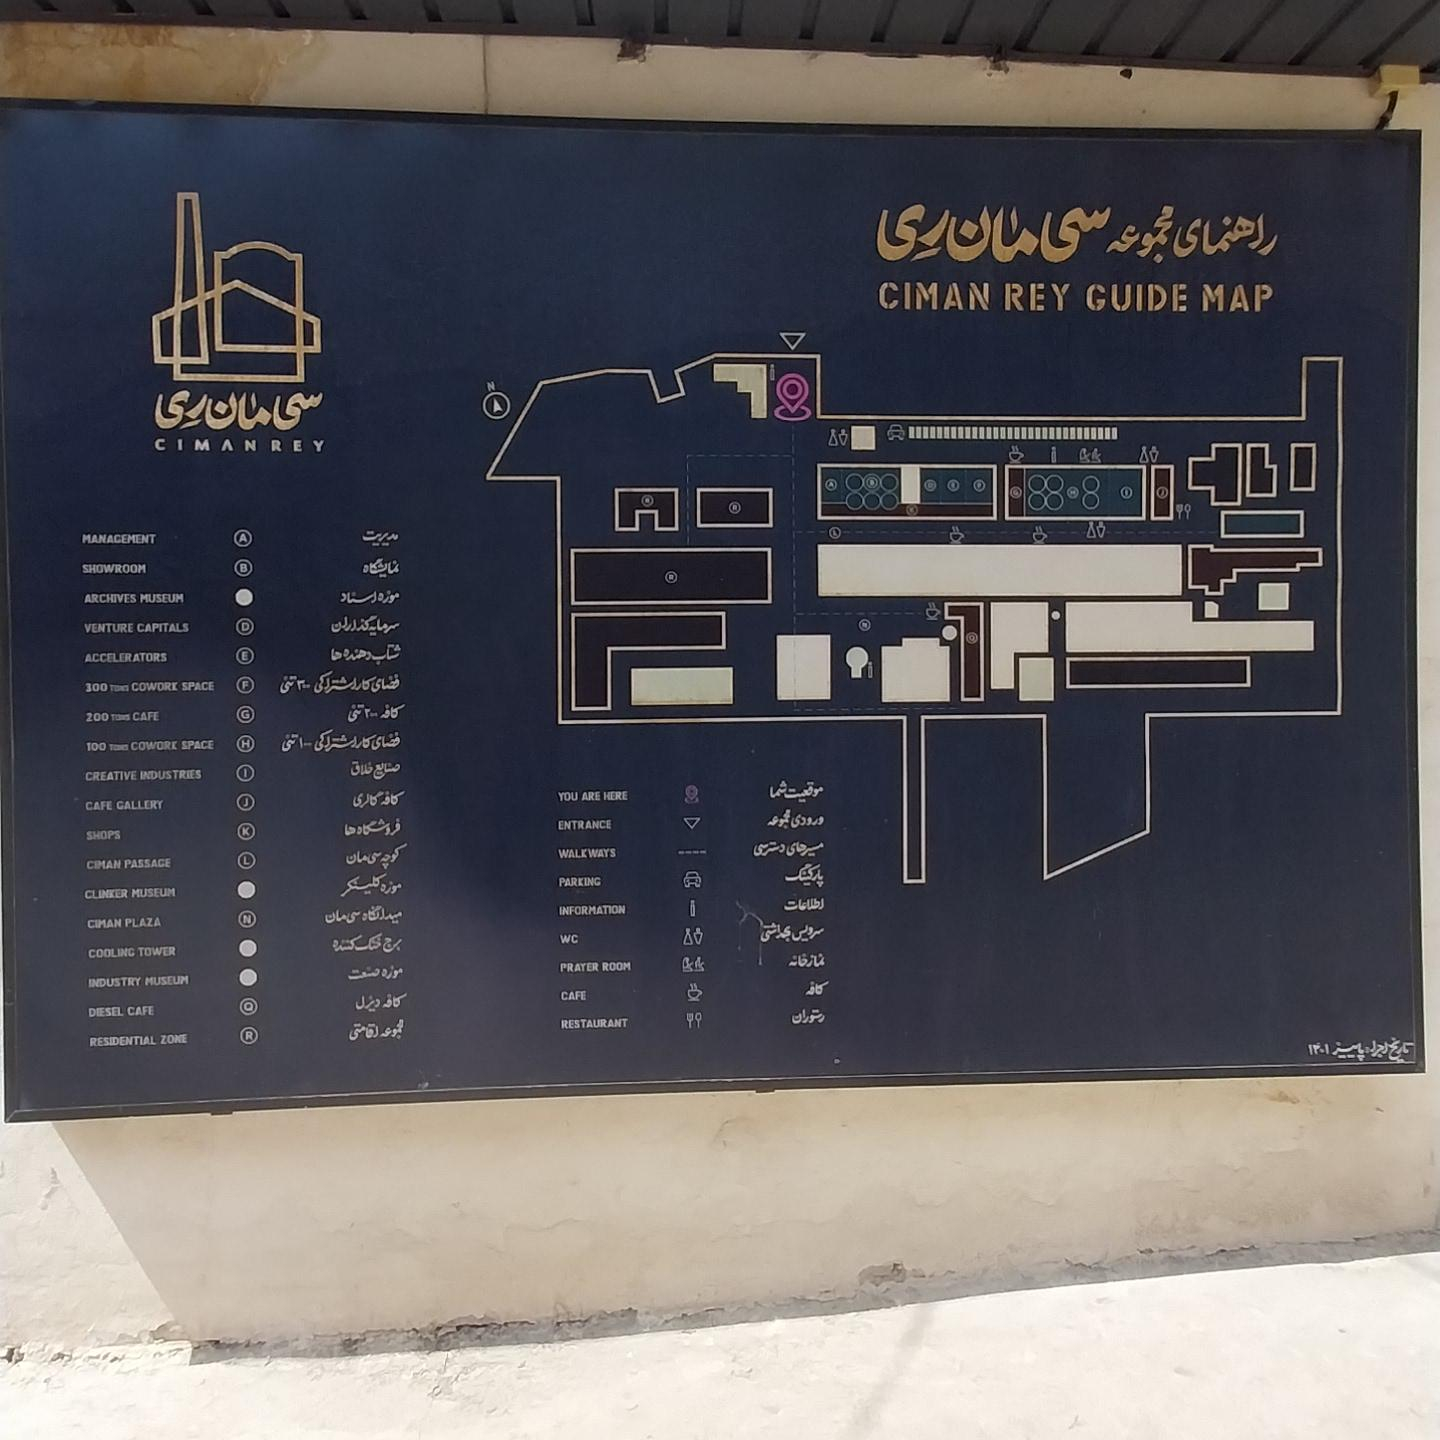 سی‌مان‌ری
CIMANREY
راهنمای مجموعه سی‌مان‌ری
CIMAN REY GUIDE MAP
N
MANAGEMENT A مدیریت
SHOWROOM B نمایشگاه
ARCHIVES MUSEUM موزه اسناد
VENTURE CAPITALS D سرمایه‌گذاران
ACCELERATORS E شتاب‌دهنده‌ها
300 TONS COWORK SPACE F فضای کار اشتراکی ۳۰۰ تنی
200 TONS CAFE G کافه ۲۰۰ تنی
100 TONS COWORK SPACE H فضای کار اشتراکی ۱۰۰ تنی
CREATIVE INDUSTRIES I صنایع خلاق
CAFE GALLERY J کافه گالری
SHOPS K فروشگاه‌ها
CIMAN PASSAGE L کوچه سی‌مان
CLINKER MUSEUM موزه کلینکر
CIMAN PLAZA N میدانگاه سی‌مان
COOLING TOWER برج خنک‌کننده
INDUSTRY MUSEUM موزه صنعت
DIESEL CAFE Q کافه دیزل
RESIDENTIAL ZONE R مجموعه اقامتی
A B D E F G H I J
K
R R
L
R
N Q
YOU ARE HERE موقعیت شما
ENTRANCE ورودی مجموعه
WALKWAYS مسیرهای دسترسی
PARKING پارکینگ
INFORMATION اطلاعات
WC سرویس بهداشتی
PRAYER ROOM نمازخانه
CAFE کافه
RESTAURANT رستوران
تاریخ اجرا: پاییز ۱۴۰۱